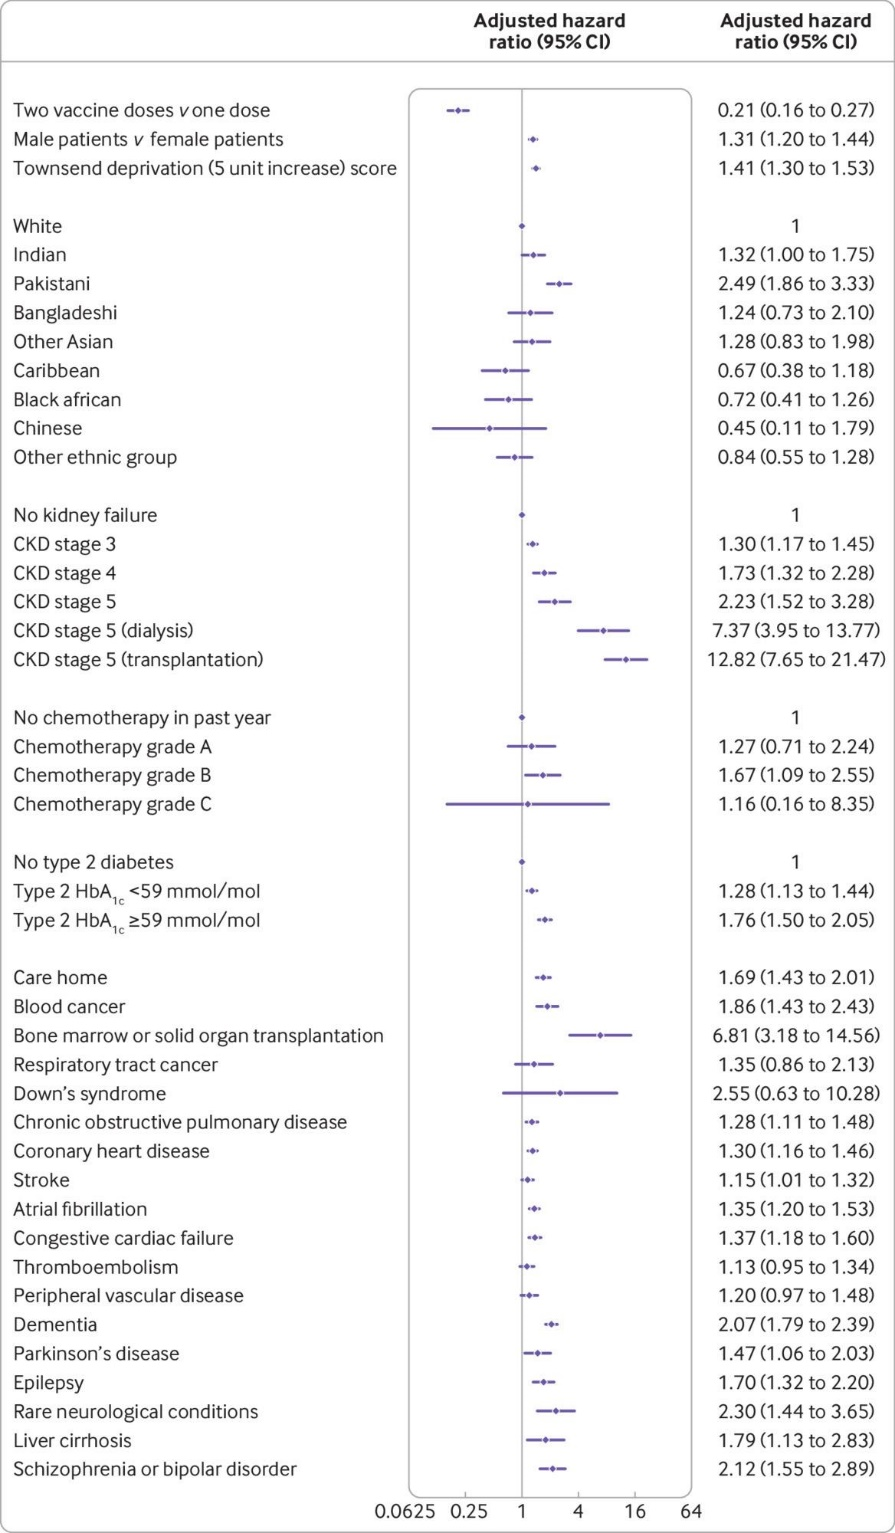 Adjusted hazard ratio (95% CI) Adjusted hazard ratio (95% CI)
Two vaccine doses v one dose 0.21 (0.16 to 0.27)
Male patients v female patients 1.31 (1.20 to 1.44)
Townsend deprivation (5 unit increase) score 1.41 (1.30 to 1.53)
White 1
Indian 1.32 (1.00 to 1.75)
Pakistani 2.49 (1.86 to 3.33)
Bangladeshi 1.24 (0.73 to 2.10)
Other Asian 1.28 (0.83 to 1.98)
Caribbean 0.67 (0.38 to 1.18)
Black african 0.72 (0.41 to 1.26)
Chinese 0.45 (0.11 to 1.79)
Other ethnic group 0.84 (0.55 to 1.28)
No kidney failure 1
CKD stage 3 1.30 (1.17 to 1.45)
CKD stage 4 1.73 (1.32 to 2.28)
CKD stage 5 2.23 (1.52 to 3.28)
CKD stage 5 (dialysis) 7.37 (3.95 to 13.77)
CKD stage 5 (transplantation) 12.82 (7.65 to 21.47)
No chemotherapy in past year 1
Chemotherapy grade A 1.27 (0.71 to 2.24)
Chemotherapy grade B 1.67 (1.09 to 2.55)
Chemotherapy grade C 1.16 (0.16 to 8.35)
No type 2 diabetes 1
Type 2 HbA1c <59 mmol/mol 1.28 (1.13 to 1.44)
Type 2 HbA1c ≥59 mmol/mol 1.76 (1.50 to 2.05)
Care home 1.69 (1.43 to 2.01)
Blood cancer 1.86 (1.43 to 2.43)
Bone marrow or solid organ transplantation 6.81 (3.18 to 14.56)
Respiratory tract cancer 1.35 (0.86 to 2.13)
Down's syndrome 2.55 (0.63 to 10.28)
Chronic obstructive pulmonary disease 1.28 (1.11 to 1.48)
Coronary heart disease 1.30 (1.16 to 1.46)
Stroke 1.15 (1.01 to 1.32)
Atrial fibrillation 1.35 (1.20 to 1.53)
Congestive cardiac failure 1.37 (1.18 to 1.60)
Thromboembolism 1.13 (0.95 to 1.34)
Peripheral vascular disease 1.20 (0.97 to 1.48)
Dementia 2.07 (1.79 to 2.39)
Parkinson's disease 1.47 (1.06 to 2.03)
Epilepsy 1.70 (1.32 to 2.20)
Rare neurological conditions 2.30 (1.44 to 3.65)
Liver cirrhosis 1.79 (1.13 to 2.83)
Schizophrenia or bipolar disorder 2.12 (1.55 to 2.89)
0.0625 0.25 1 4 16 64